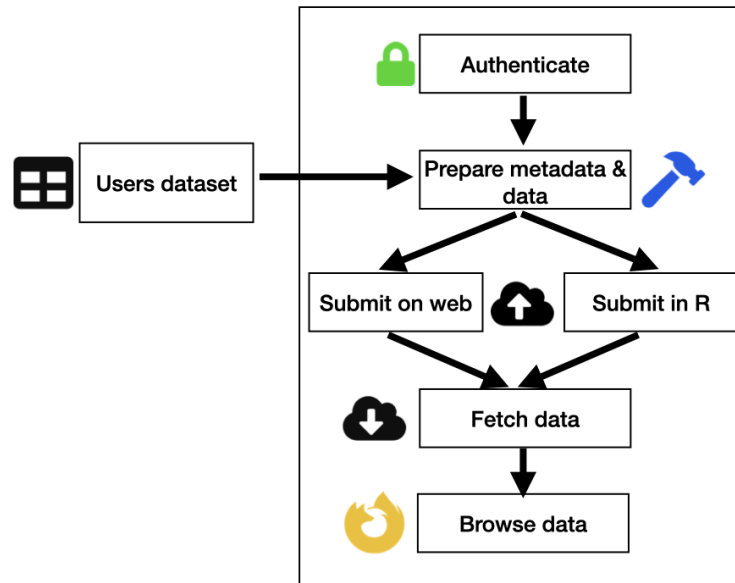 Authenticate
Users dataset
Prepare metadata &
data
Submit on web
Submit in R
Fetch data
Browse data